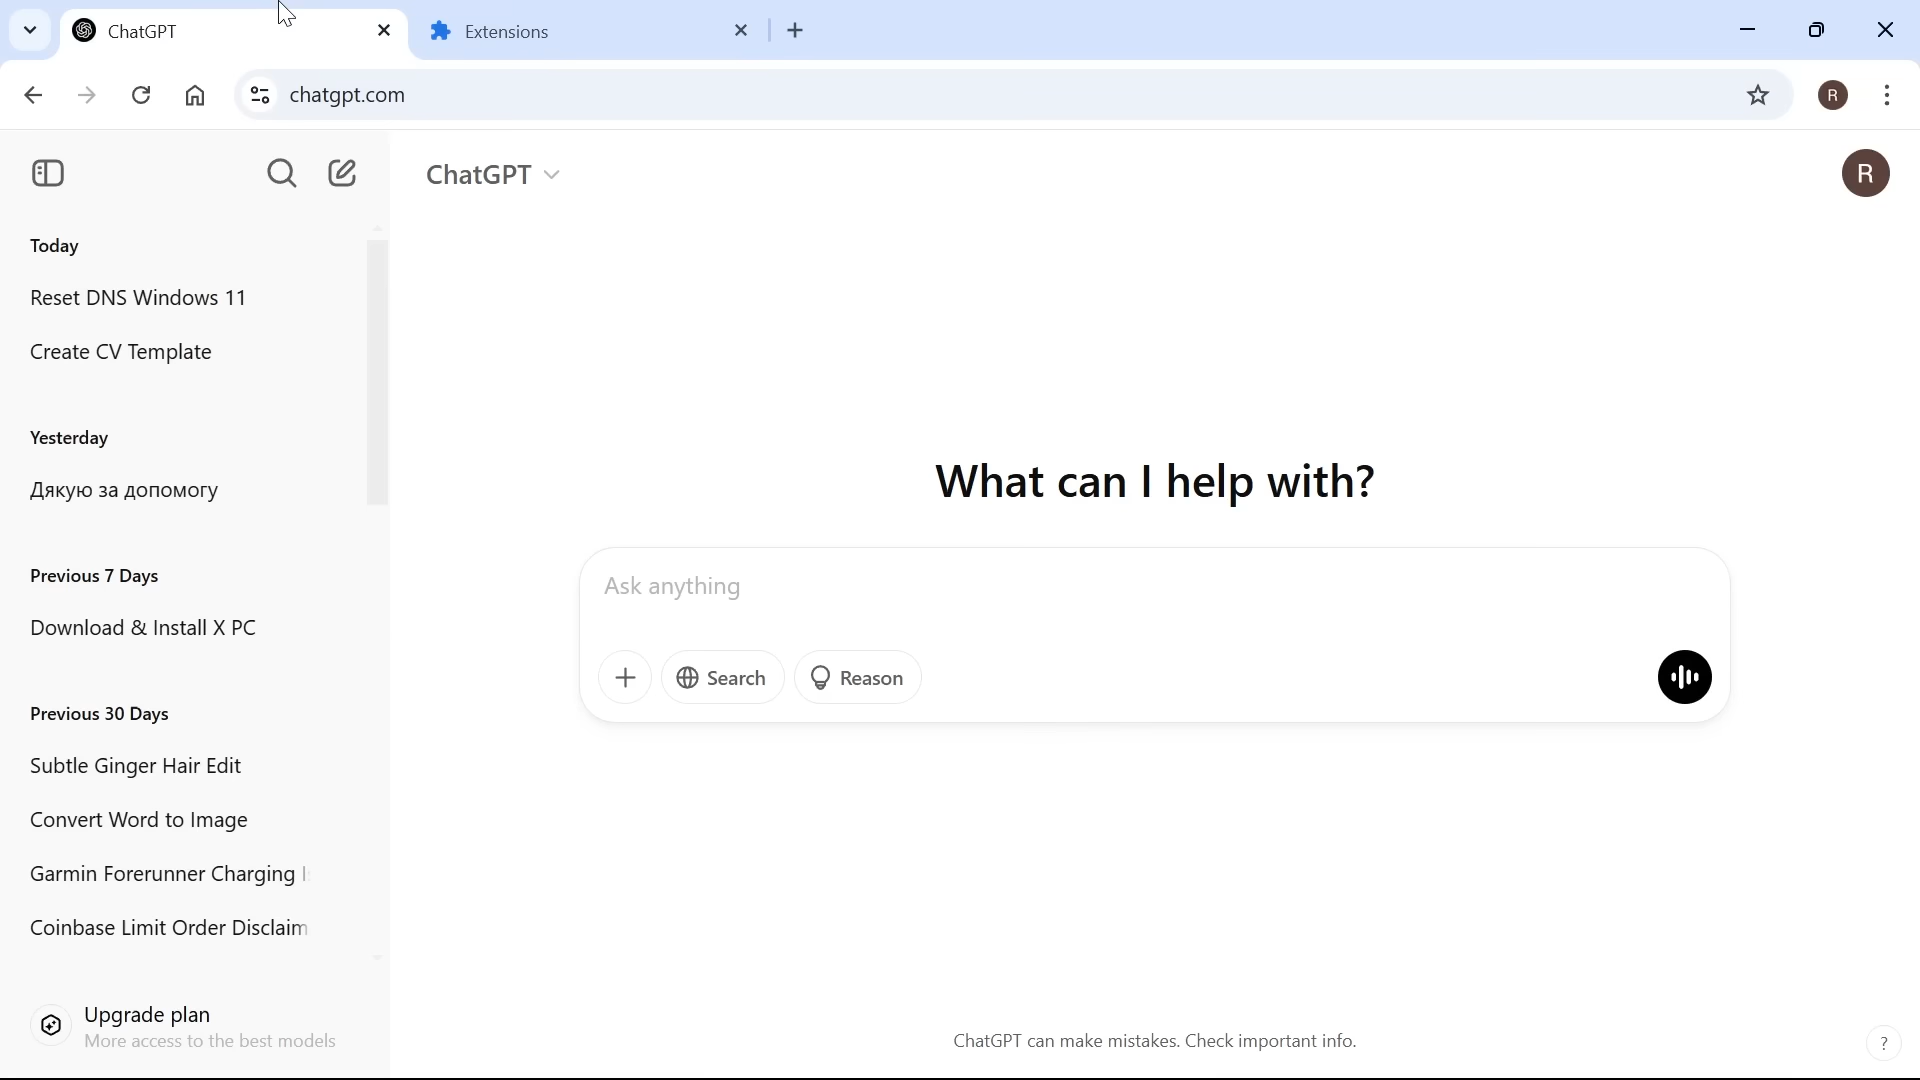 ChatGPT
Extensions
chatgpt.com
R
ChatGPT
R
Today
Reset DNS Windows 11
Create CV Template
Yesterday
Дякую за допомогу
Previous 7 Days
Download & Install X PC
Previous 30 Days
Subtle Ginger Hair Edit
Convert Word to Image
Garmin Forerunner Charging
Coinbase Limit Order Disclaim
Upgrade plan
More access to the best models
What can I help with?
Ask anything
Search
Reason
ChatGPT can make mistakes. Check important info.
?